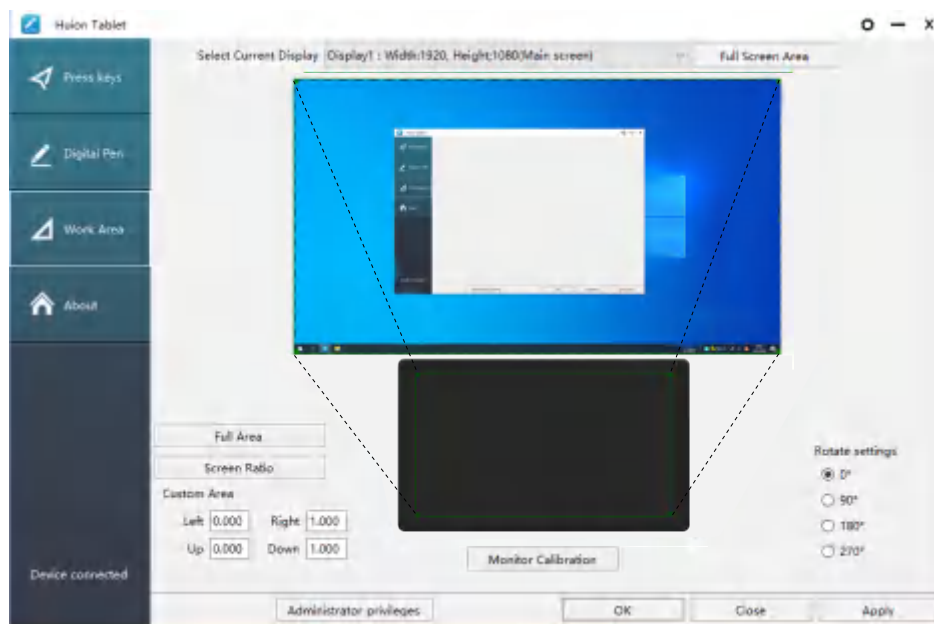 Huion Tablet
Select Current Display Display1 : Width:1920, Height:1080(Main screen)
Full Screen Area
Press keys
Digital Pen
Work Area
About
Full Area
Screen Ratio
Custom Area
Left 0.000 Right 1.000
Up 0.000 Down 1.000
Rotate settings
0°
90°
180°
270°
Monitor Calibration
Device connected
Administrator privileges
OK
Close
Apply